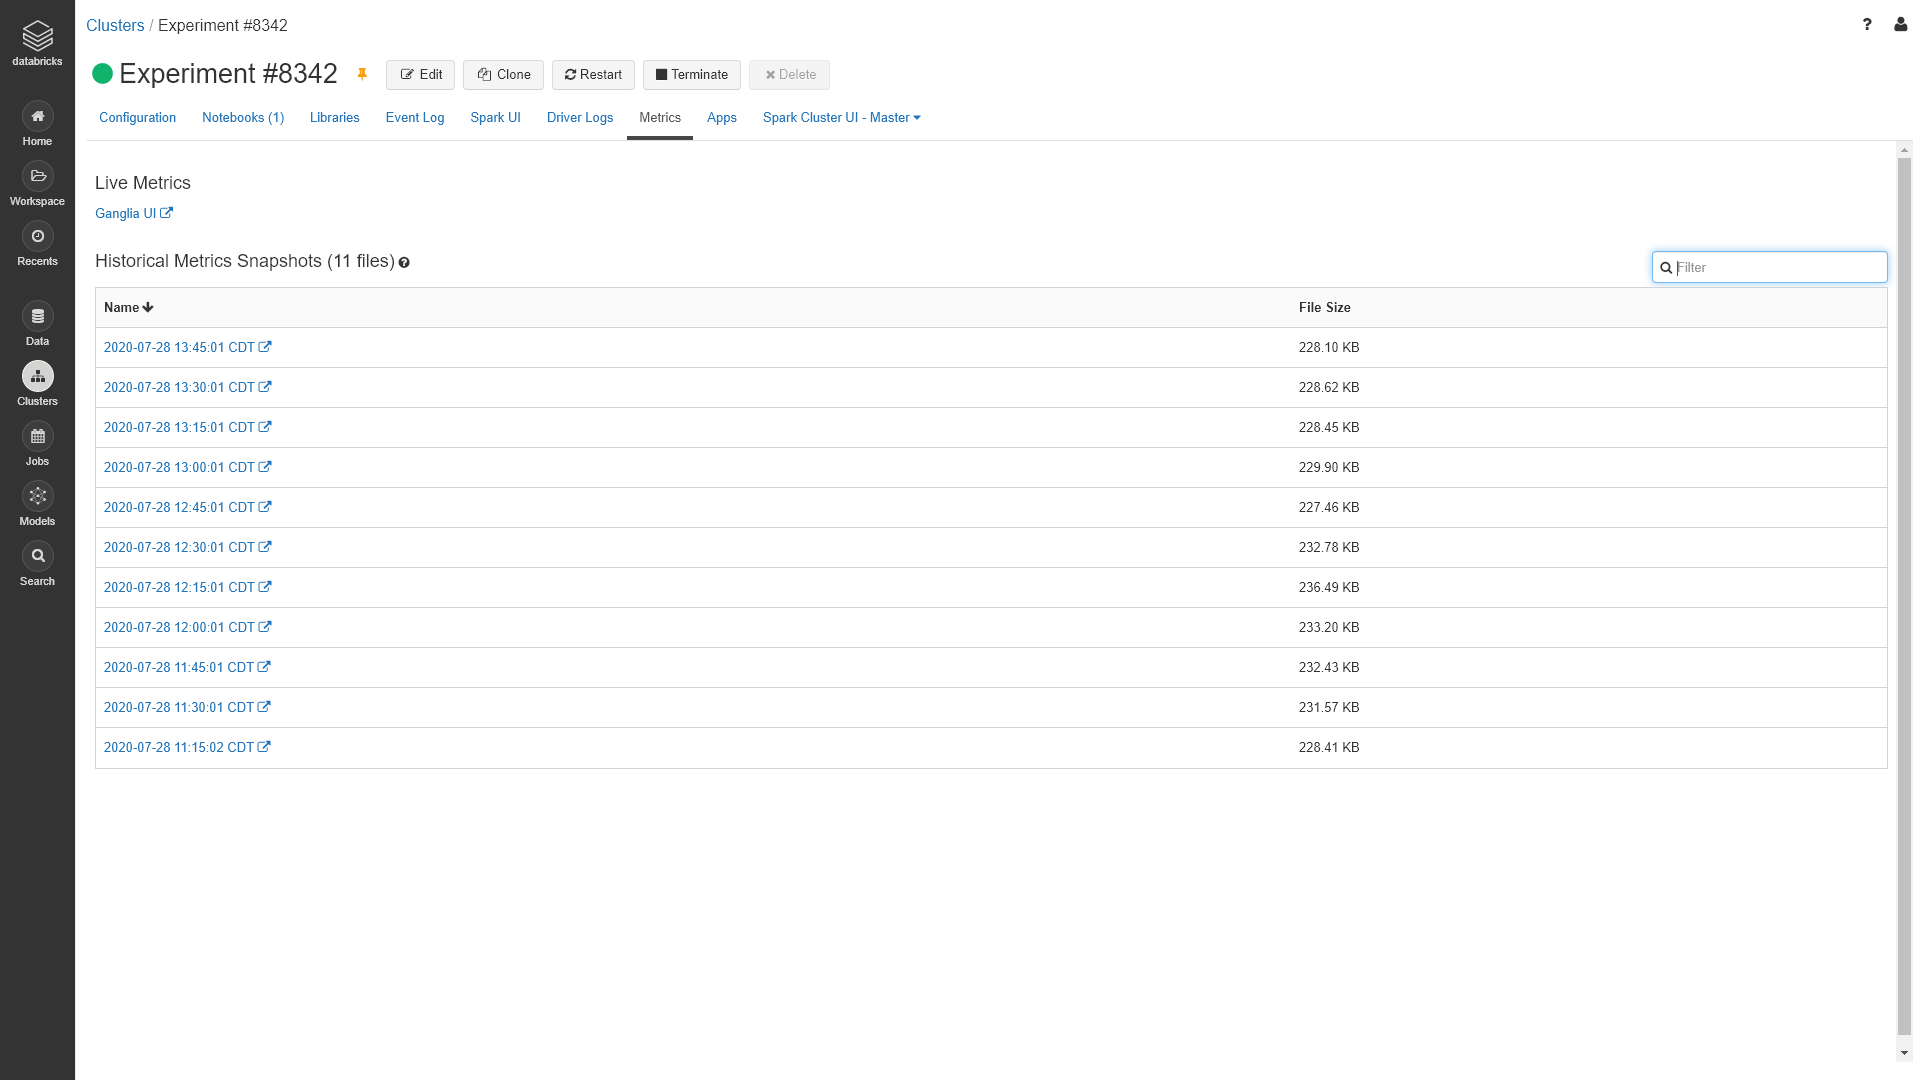 Clusters / Experiment #8342
?
databricks
Experiment #8342
Edit
Clone
Restart
Terminate
Delete
Configuration
Notebooks (1)
Libraries
Event Log
Spark UI
Driver Logs
Metrics
Apps
Spark Cluster UI - Master
Home
Workspace
Recents
Data
Clusters
Jobs
Models
Search
Live Metrics
Ganglia UI
Historical Metrics Snapshots (11 files) ?
Filter
Name File Size
2020-07-28 13:45:01 CDT 228.10 KB
2020-07-28 13:30:01 CDT 228.62 KB
2020-07-28 13:15:01 CDT 228.45 KB
2020-07-28 13:00:01 CDT 229.90 KB
2020-07-28 12:45:01 CDT 227.46 KB
2020-07-28 12:30:01 CDT 232.78 KB
2020-07-28 12:15:01 CDT 236.49 KB
2020-07-28 12:00:01 CDT 233.20 KB
2020-07-28 11:45:01 CDT 232.43 KB
2020-07-28 11:30:01 CDT 231.57 KB
2020-07-28 11:15:02 CDT 228.41 KB